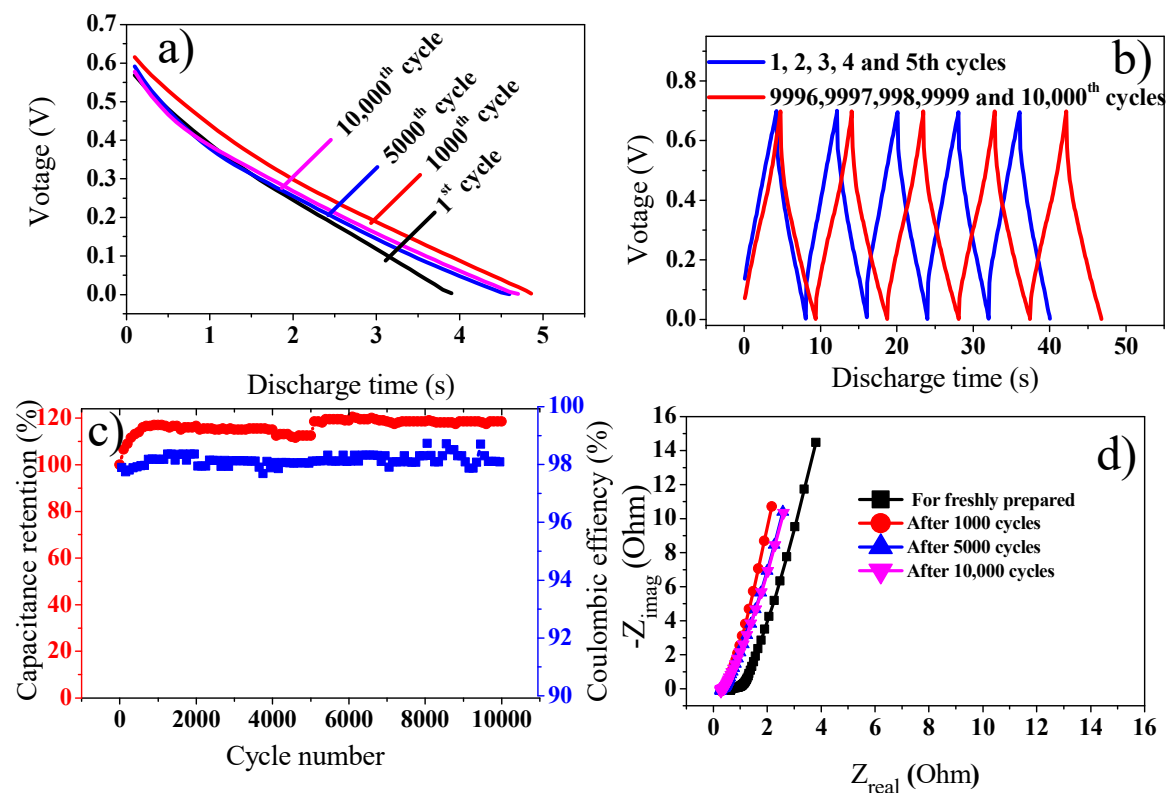 a)
0.7
0.6
0.5
0.4
0.3
0.2
0.1
0.0
Votage (V)
10,000th cycle
5000th cycle
1000th cycle
1st cycle
0 1 2 3 4 5
Discharge time (s)
b)
1, 2, 3, 4 and 5th cycles
9996,9997,998,9999 and 10,000th cycles
0.8
0.6
0.4
0.2
0.0
Votage (V)
0 10 20 30 40 50
Discharge time (s)
c)
120
100
80
60
40
20
0
Capacitance retention (%)
100
98
96
94
92
90
Coulombic effiency (%)
0 2000 4000 6000 8000 10000
Cycle number
d)
For freshly prepared
After 1000 cycles
After 5000 cycles
After 10,000 cycles
16
14
12
10
8
6
4
2
0
-Zimag (Ohm)
0 2 4 6 8 10 12 14 16
Zreal (Ohm)